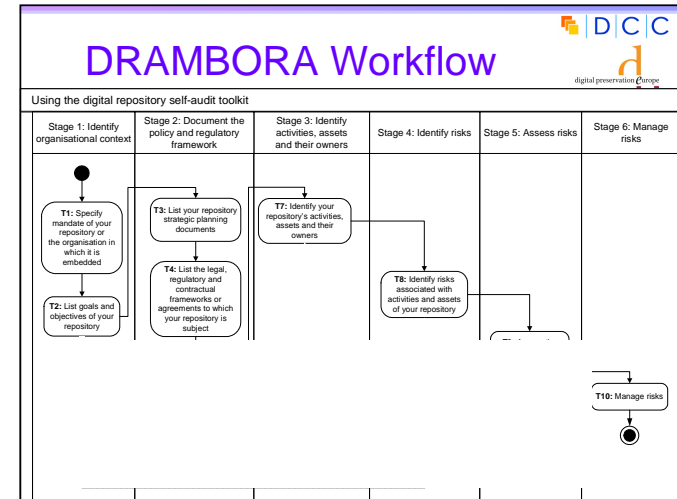 D C C
DRAMBORA Workflow
digital preservation Europe
Using the digital repository self-audit toolkit
Stage 1: Identify
organisational context
Stage 2: Document the
policy and regulatory
framework
Stage 3: Identify
activities, assets
and their owners
Stage 4: Identify risks
Stage 5: Assess risks
Stage 6: Manage
risks
T1: Specify
mandate of your
repository or
the organisation in
which it is
embedded
T2: List goals and
objectives of your
repository
T3: List your repository
strategic planning
documents
T4: List the legal,
regulatory and
contractual
frameworks or
agreements to which
your repository is
subject
T7: Identify your
repository's activities,
assets and their
owners
T8: Identify risks
associated with
activities and assets
of your repository
T10: Manage risks